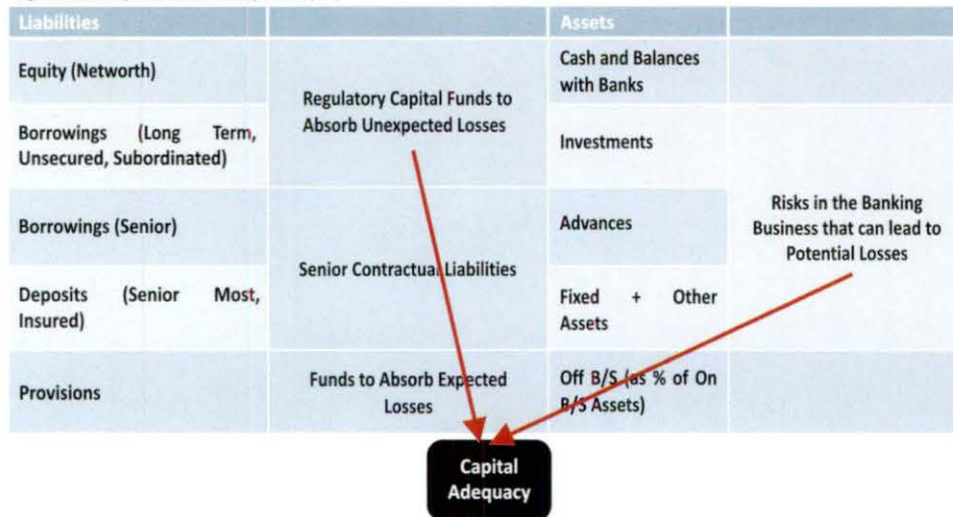 Liabilities
Assets
Equity (Networth)
Regulatory Capital Funds to
Absorb Unexpected Losses
Cash and Balances
with Banks
Borrowings (Long Term,
Unsecured, Subordinated)
Investments
Borrowings (Senior)
Senior Contractual Liabilities
Advances
Risks in the Banking
Business that can lead to
Potential Losses
Deposits (Senior Most,
Insured)
Fixed + Other
Assets
Provisions
Funds to Absorb Expected
Losses
Off B/S (as % of On
B/S Assets)
Capital
Adequacy